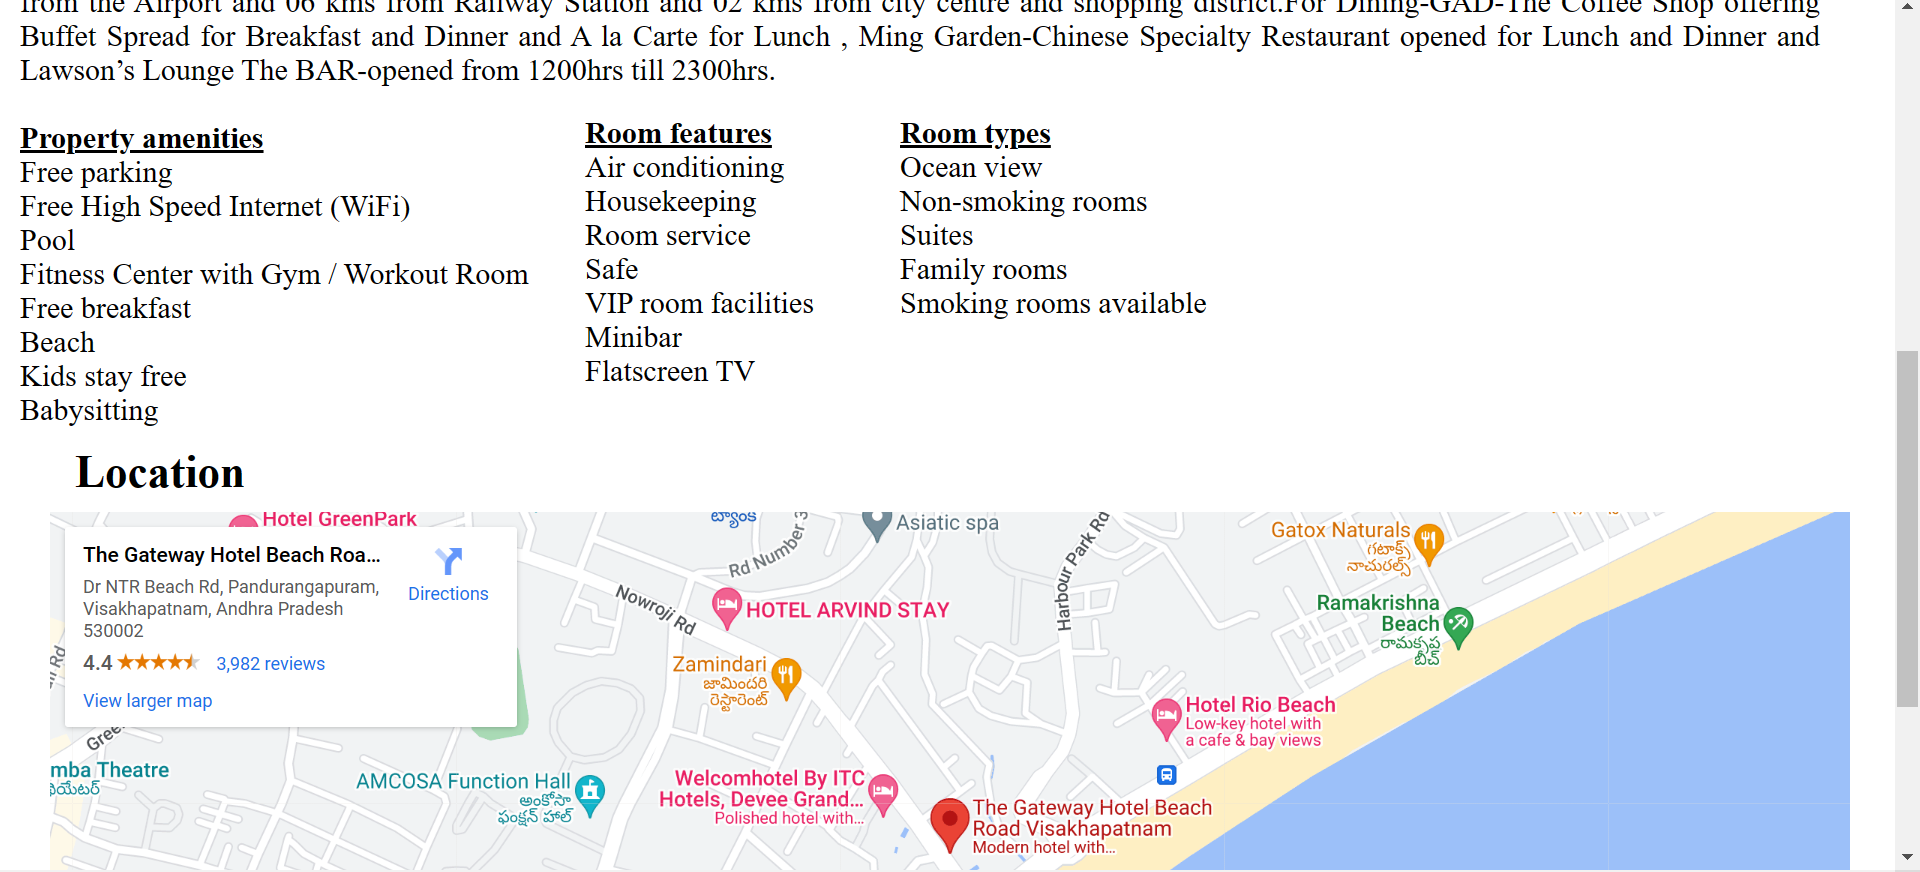 from the Airport and 06 kms from Railway Station and 02 kms from city centre and shopping district.For Dining-GAD-The Coffee Shop offering
Buffet Spread for Breakfast and Dinner and A la Carte for Lunch , Ming Garden-Chinese Specialty Restaurant opened for Lunch and Dinner and
Lawson’s Lounge The BAR-opened from 1200hrs till 2300hrs.
Property amenities
Free parking
Free High Speed Internet (WiFi)
Pool
Fitness Center with Gym / Workout Room
Free breakfast
Beach
Kids stay free
Babysitting
Room features
Air conditioning
Housekeeping
Room service
Safe
VIP room facilities
Minibar
Flatscreen TV
Room types
Ocean view
Non-smoking rooms
Suites
Family rooms
Smoking rooms available
Location
Hotel GreenPark
The Gateway Hotel Beach Roa...
Dr NTR Beach Rd, Pandurangapuram,
Visakhapatnam, Andhra Pradesh
530002
4.4
3,982 reviews
View larger map
Directions
ట్యాంక్
Asiatic spa
Rd Number 3
Harbour Park Rd
Gatox Naturals
గటాక్స్
నాచురల్స్
Nowroji Rd
HOTEL ARVIND STAY
Ramakrishna
Beach
రామకృష్ణ
బీచ్
Zamindari
జామిందరి
రెస్టారెంట్
Hotel Rio Beach
Low-key hotel with
a cafe & bay views
Rd
Gree
mba Theatre
థియేటర్
AMCOSA Function Hall
అంకోసా
ఫంక్షన్ హాల్
Welcomhotel By ITC
Hotels, Devee Grand...
Polished hotel with...
The Gateway Hotel Beach
Road Visakhapatnam
Modern hotel with...